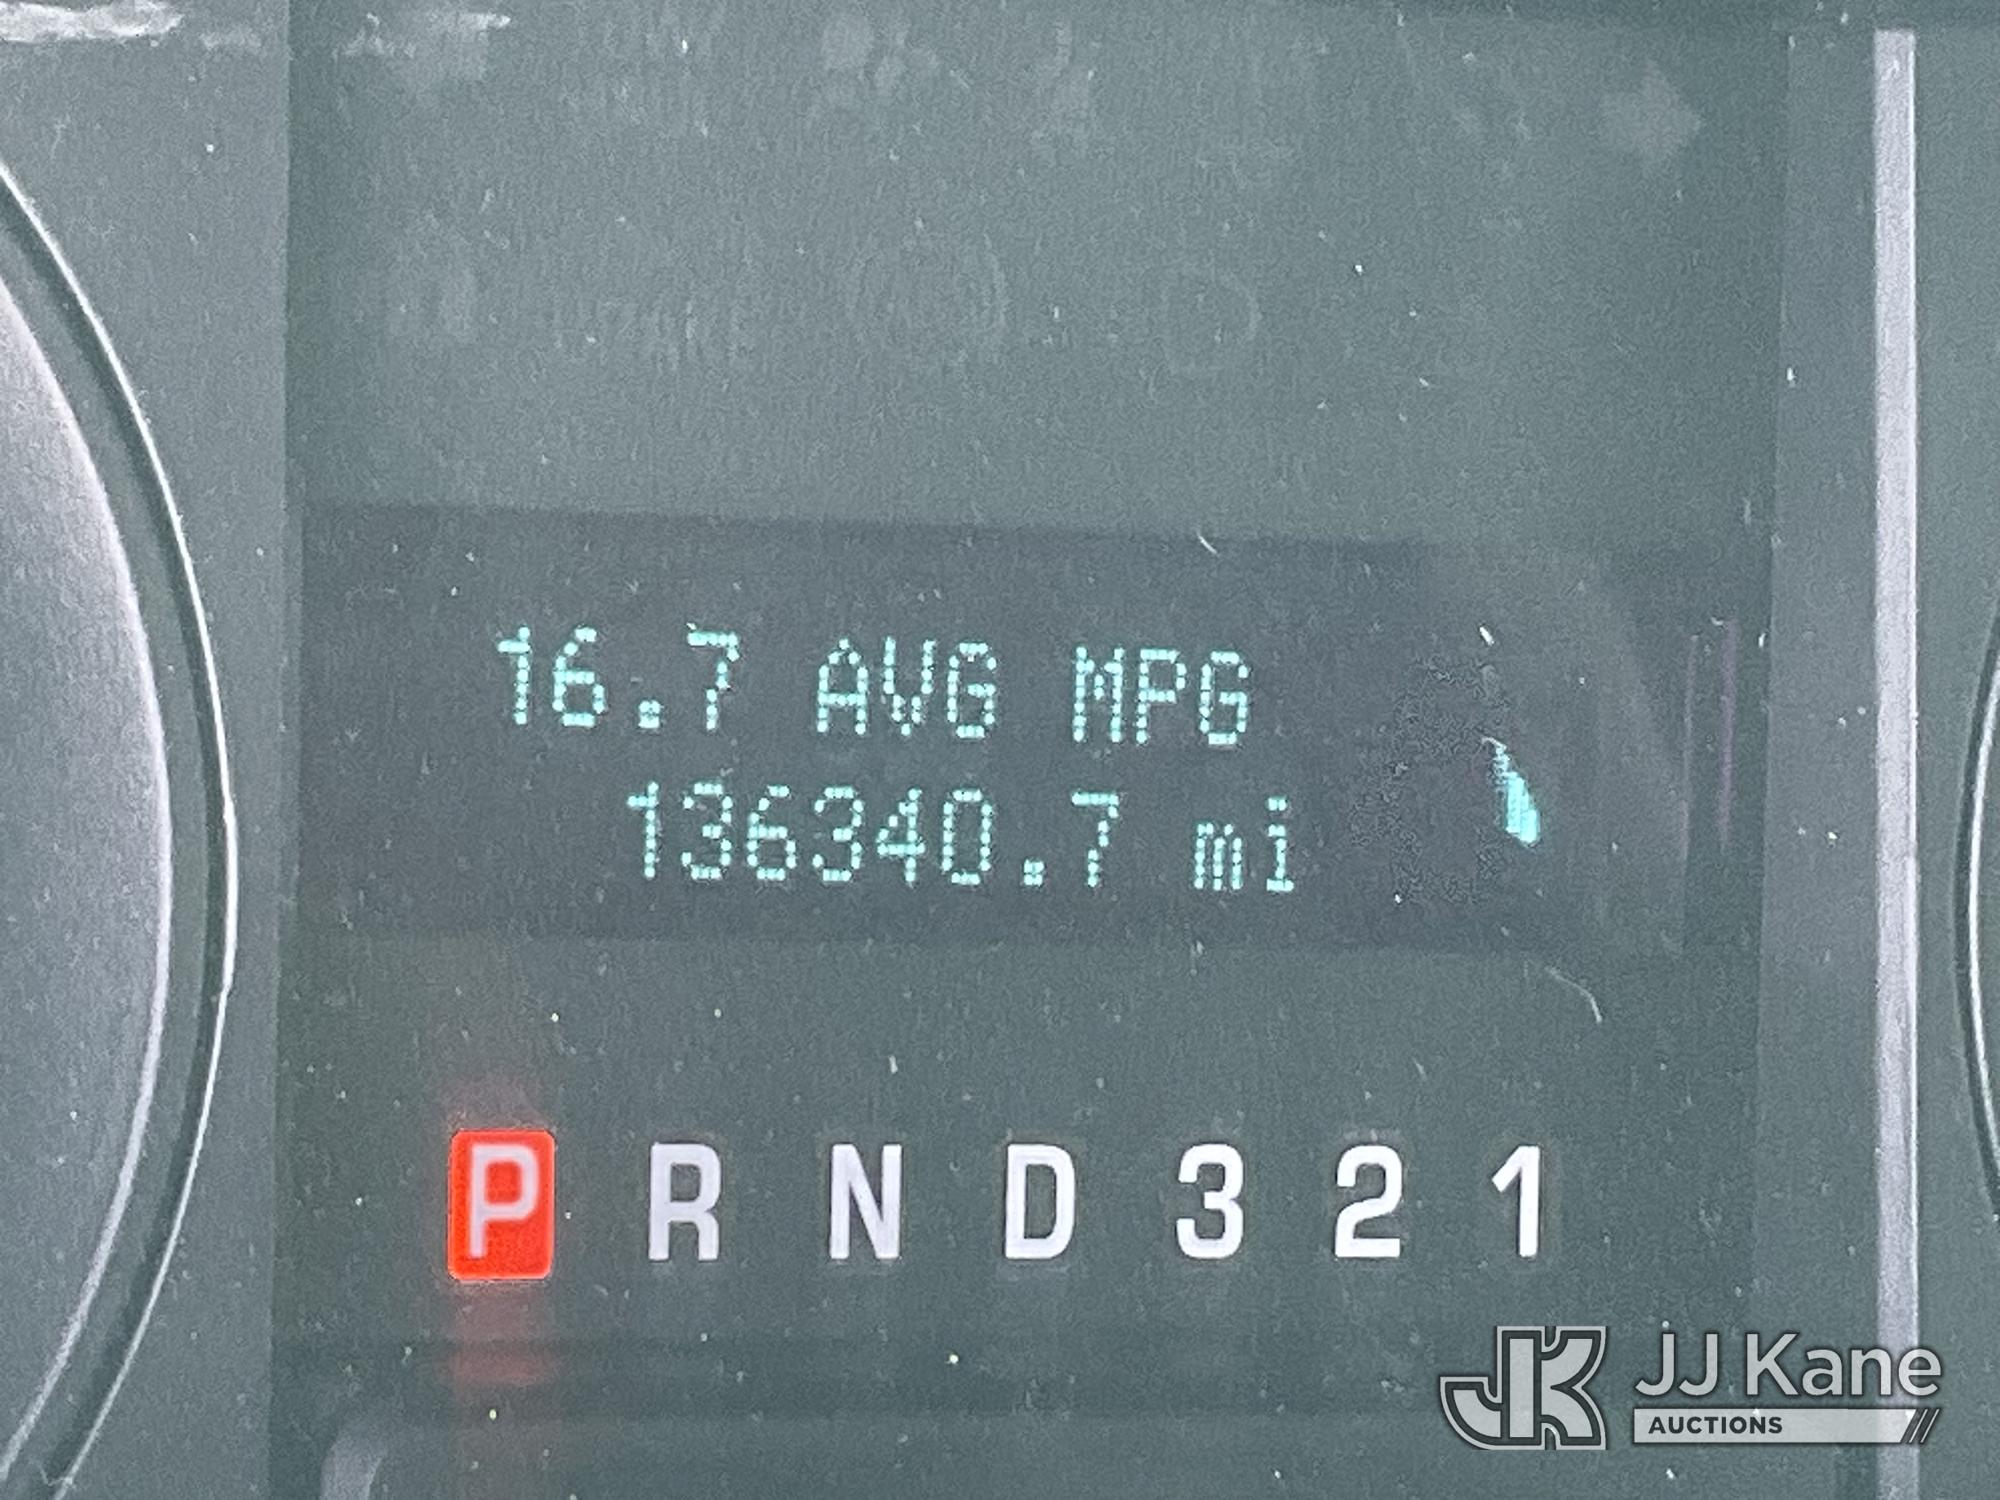 16.7 AVG MPG
136340.7 mi
P R N D 3 2 1
JK JJ Kane
AUCTIONS